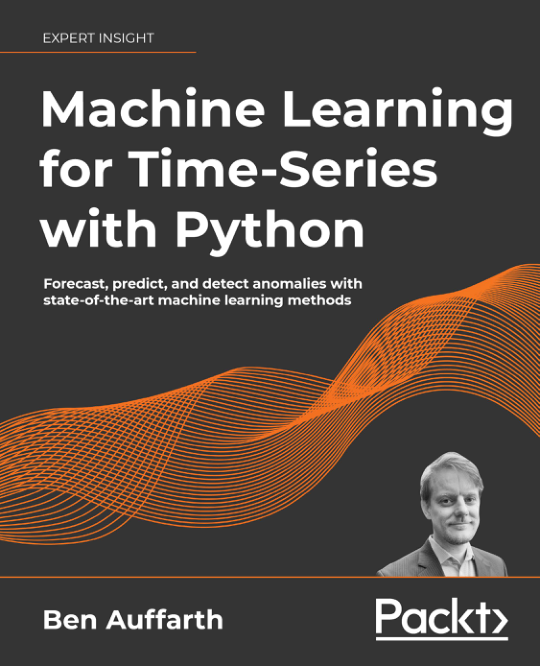 EXPERT INSIGHT
Machine Learning
for Time-Series
with Python
Forecast, predict, and detect anomalies with
state-of-the-art machine learning methods
Ben Auffarth
Packt>